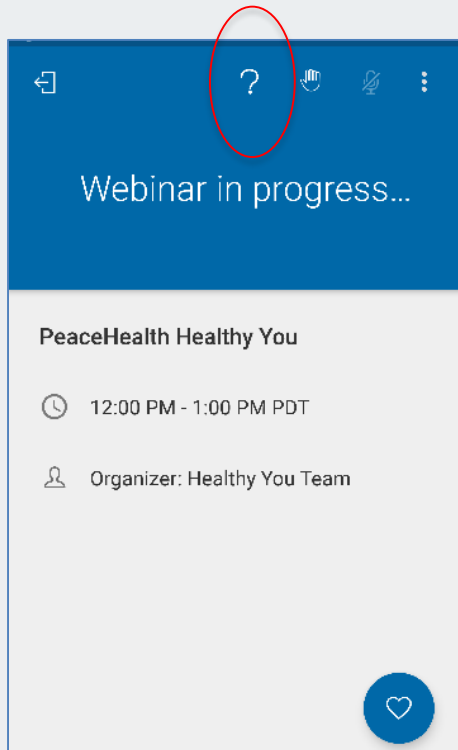 ?
Webinar in progress...
PeaceHealth Healthy You
12:00 PM - 1:00 PM PDT
Organizer: Healthy You Team